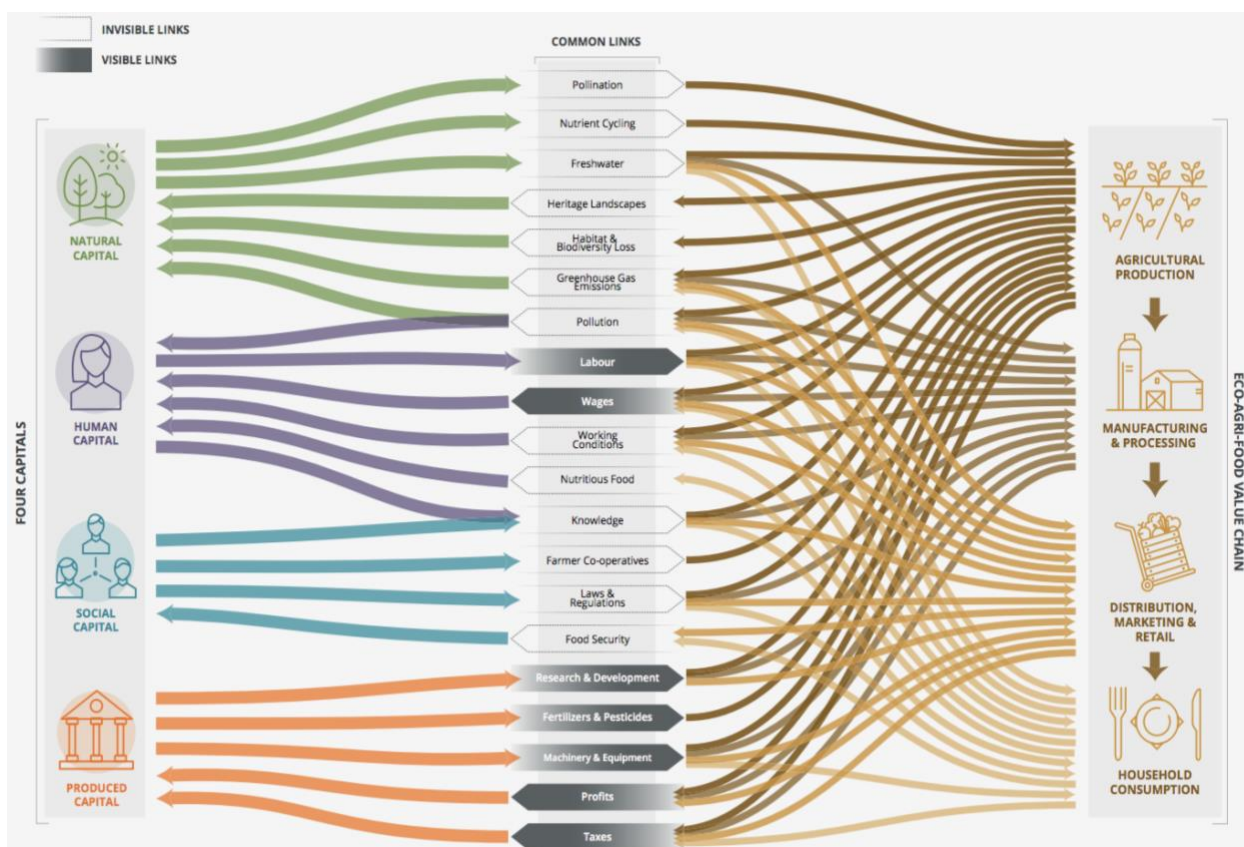 INVISIBLE LINKS
VISIBLE LINKS
COMMON LINKS
FOUR CAPITALS
NATURAL
CAPITAL
HUMAN
CAPITAL
SOCIAL
CAPITAL
PRODUCED
CAPITAL
Pollination
Nutrient Cycling
Freshwater
Heritage Landscapes
Habitat &
Biodiversity Loss
Greenhouse Gas
Emissions
Pollution
Labour
Wages
Working
Conditions
Nutritious Food
Knowledge
Farmer Co-operatives
Laws &
Regulations
Food Security
Research & Development
Fertilizers & Pesticides
Machinery & Equipment
Profits
Taxes
AGRICULTURAL
PRODUCTION
MANUFACTURING
& PROCESSING
DISTRIBUTION,
MARKETING &
RETAIL
HOUSEHOLD
CONSUMPTION
ECO-AGRI-FOOD VALUE CHAIN